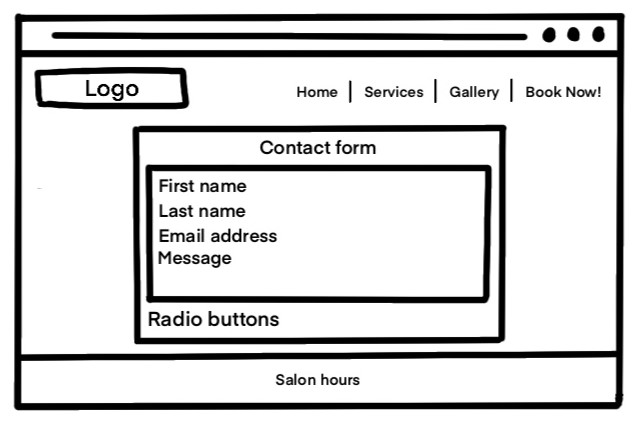 Logo
Home | Services | Gallery | Book Now!
Contact form
First name
Last name
Email address
Message
Radio buttons
Salon hours